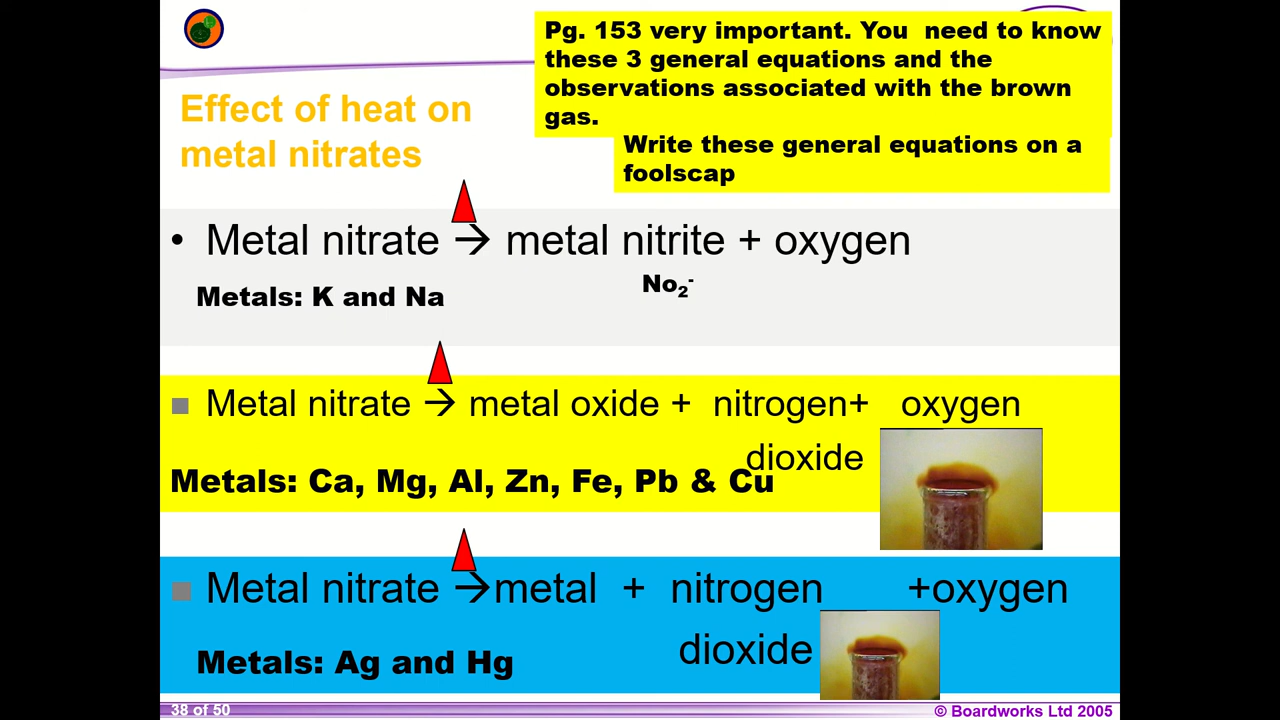 Pg. 153 very important. You need to know
these 3 general equations and the
observations associated with the brown
gas.
Write these general equations on a
foolscap
Effect of heat on
metal nitrates
• Metal nitrate → metal nitrite + oxygen
No₂⁻
Metals: K and Na
■ Metal nitrate → metal oxide + nitrogen+ oxygen
dioxide
Metals: Ca, Mg, Al, Zn, Fe, Pb & Cu
■ Metal nitrate →metal + nitrogen +oxygen
dioxide
Metals: Ag and Hg
38 of 50
© Boardworks Ltd 2005